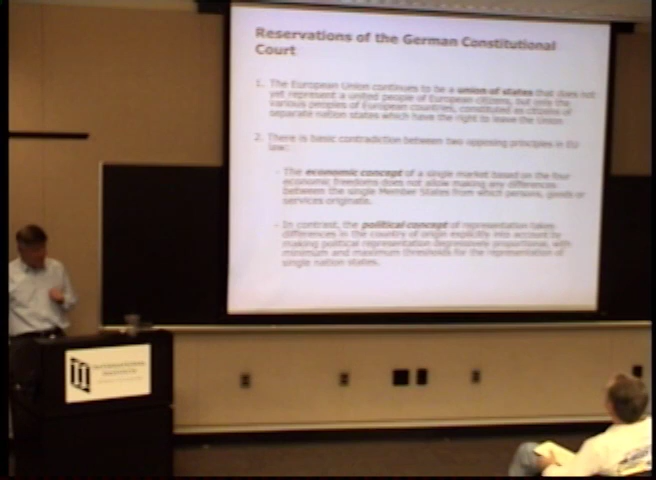 Reservations of the German Constitutional
Court
1. The European Union continues to be a union of states that does not
yet represent a united people of European citizens, but only the
various peoples of European countries, constituted as citizens of
separate nation states which have the right to leave the Union
2. There is basic contradiction between two opposing principles in EU
law:
- The economic concept of a single market based on the four
economic freedoms does not allow making any differences
between the single Member States from which persons, goods or
services originate.
- In contrast, the political concept of representation takes
differences in the country of origin explicitly into account by
making political representation degressively proportional, with
minimum and maximum thresholds for the representation of
single nation states.
INTERNATIONAL
INSTITUTE